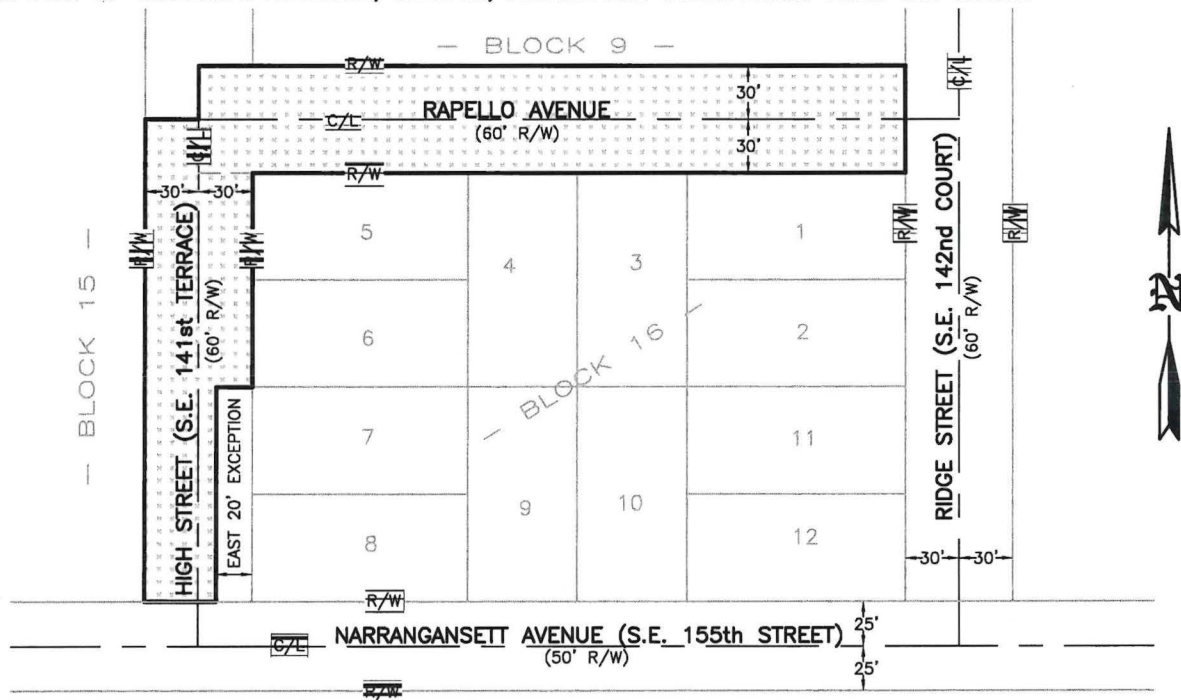 — BLOCK 9 —
R/W
C/L
30'
RAPELLO AVENUE
C/L
(60' R/W)
30'
C/L
R/W
30'
30'
R/W
R/W
R/W
R/W
5
4
3
1
— BLOCK 15 —
HIGH STREET (S.E. 141st TERRACE)
(60' R/W)
RIDGE STREET (S.E. 142nd COURT)
(60' R/W)
N
6
2
— BLOCK 16 —
7
11
EAST 20' EXCEPTION
9
10
8
12
30'
30'
R/W
NARRANGANSETT AVENUE (S.E. 155th STREET)
25'
C/L
(50' R/W)
25'
R/W